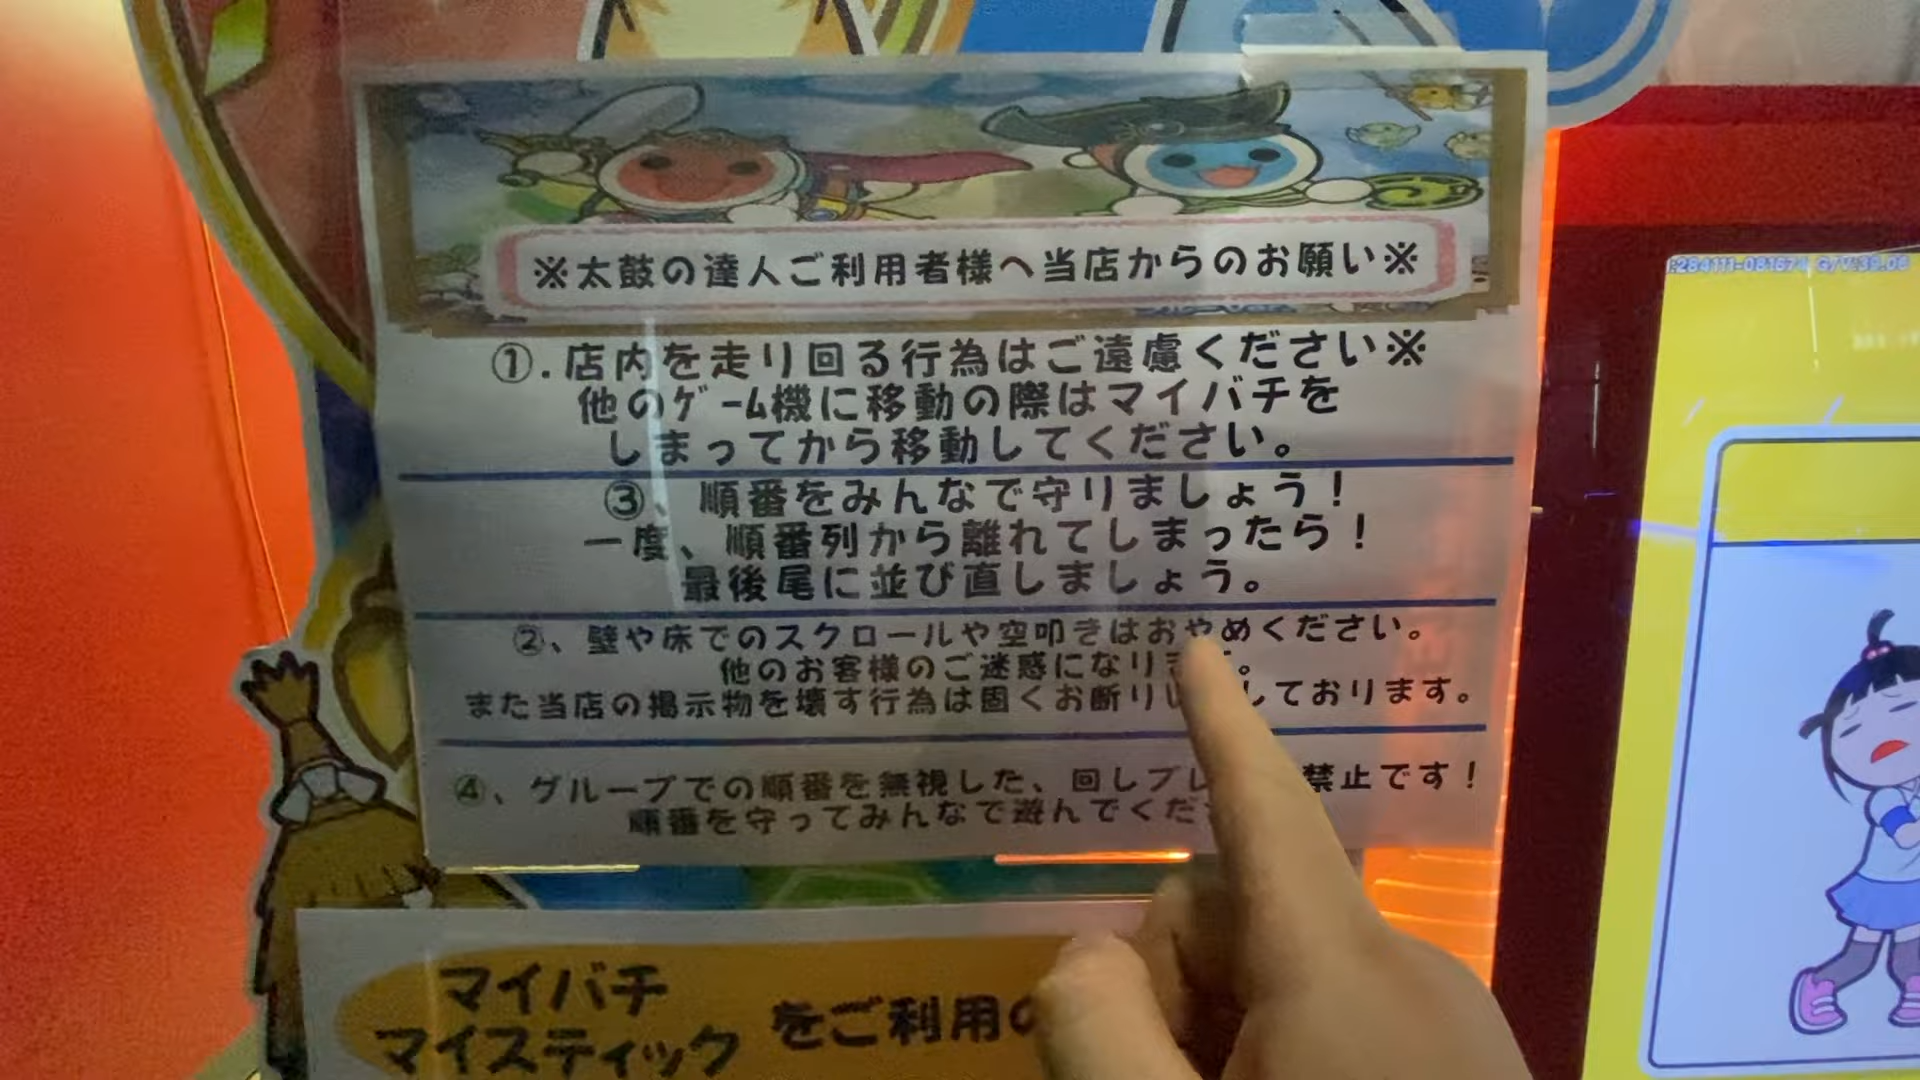 ※太鼓の達人ご利用者様へ当店からのお願い※
①.店内を走り回る行為はご遠慮ください※
他のｹﾞｰﾑ機に移動の際はマイバチを
しまってから移動してください。
③、順番をみんなで守りましょう！
一度、順番列から離れてしまったら！
最後尾に並び直しましょう。
②、壁や床でのスクロールや空叩きはおやめください。
他のお客様のご迷惑になります。
また当店の掲示物を壊す行為は固くお断り しております。
④、グループでの順番を無視した、回しプレ 禁止です！
順番を守ってみんなで遊んでくだ
マイバチ
マイスティック
をご利用の